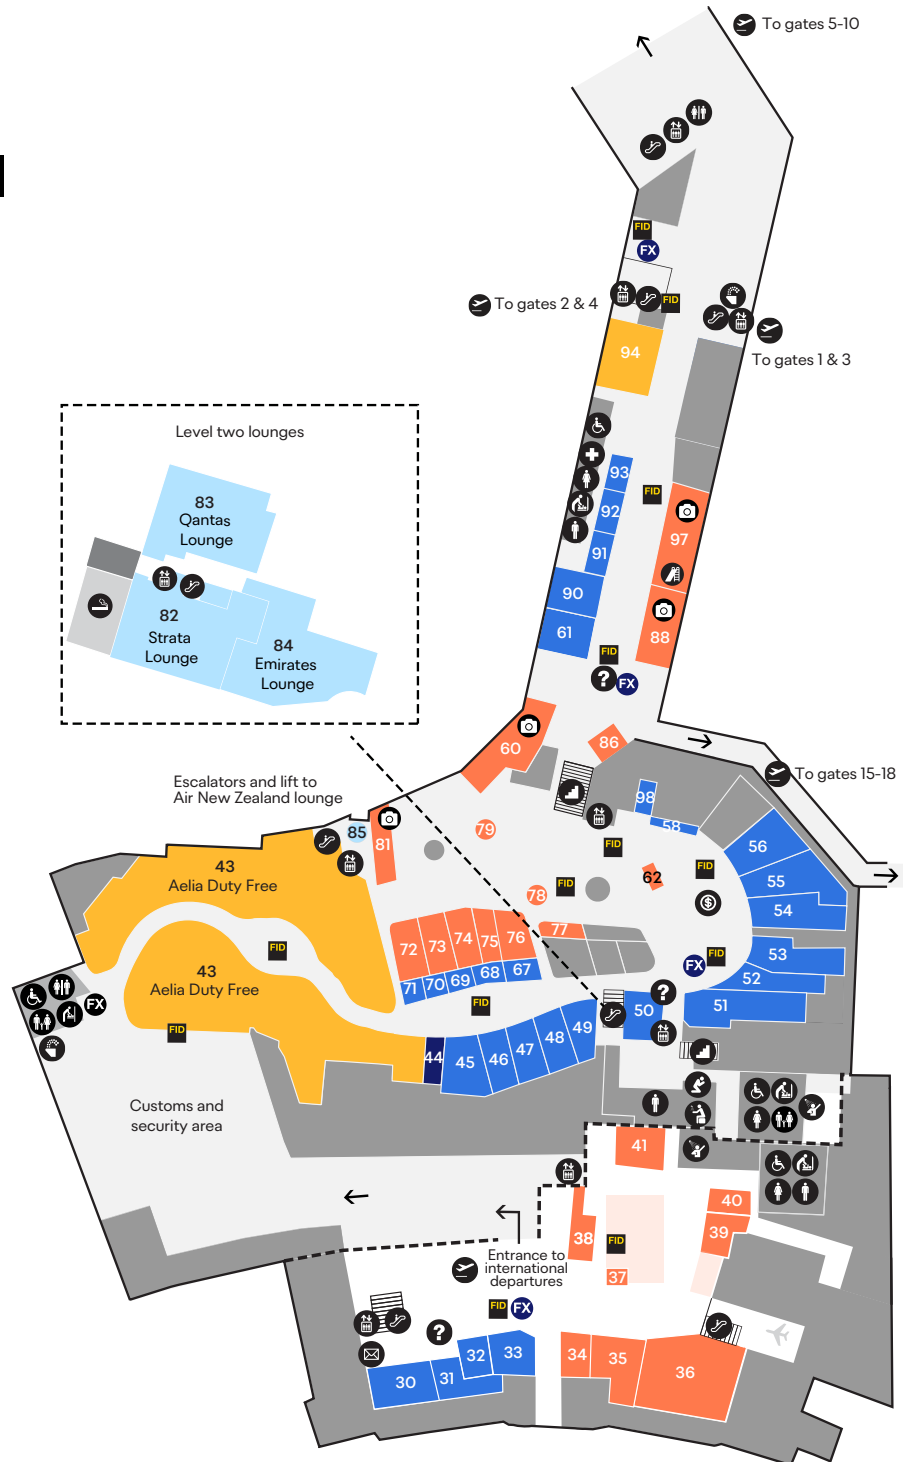 To gates 5-10
FID
FX
To gates 2 & 4
FID
To gates 1 & 3
94
Level two lounges
93
FID
92
97
91
90
61
88
FID
FX
83
Qantas
Lounge
82
Strata
Lounge
84
Emirates
Lounge
60
86
To gates 15-18
Escalators and lift to
Air New Zealand lounge
98
58
85
81
79
FID
56
62
FID
55
78
FID
54
43
Aelia Duty Free
72
73
74
75
76
77
53
FID
FX
FID
52
43
Aelia Duty Free
71
70
69
68
67
51
50
FX
FID
FID
49
48
47
46
45
44
Customs and
security area
41
40
39
38
FID
37
Entrance to
international
departures
FID
FX
30
31
32
33
34
35
36